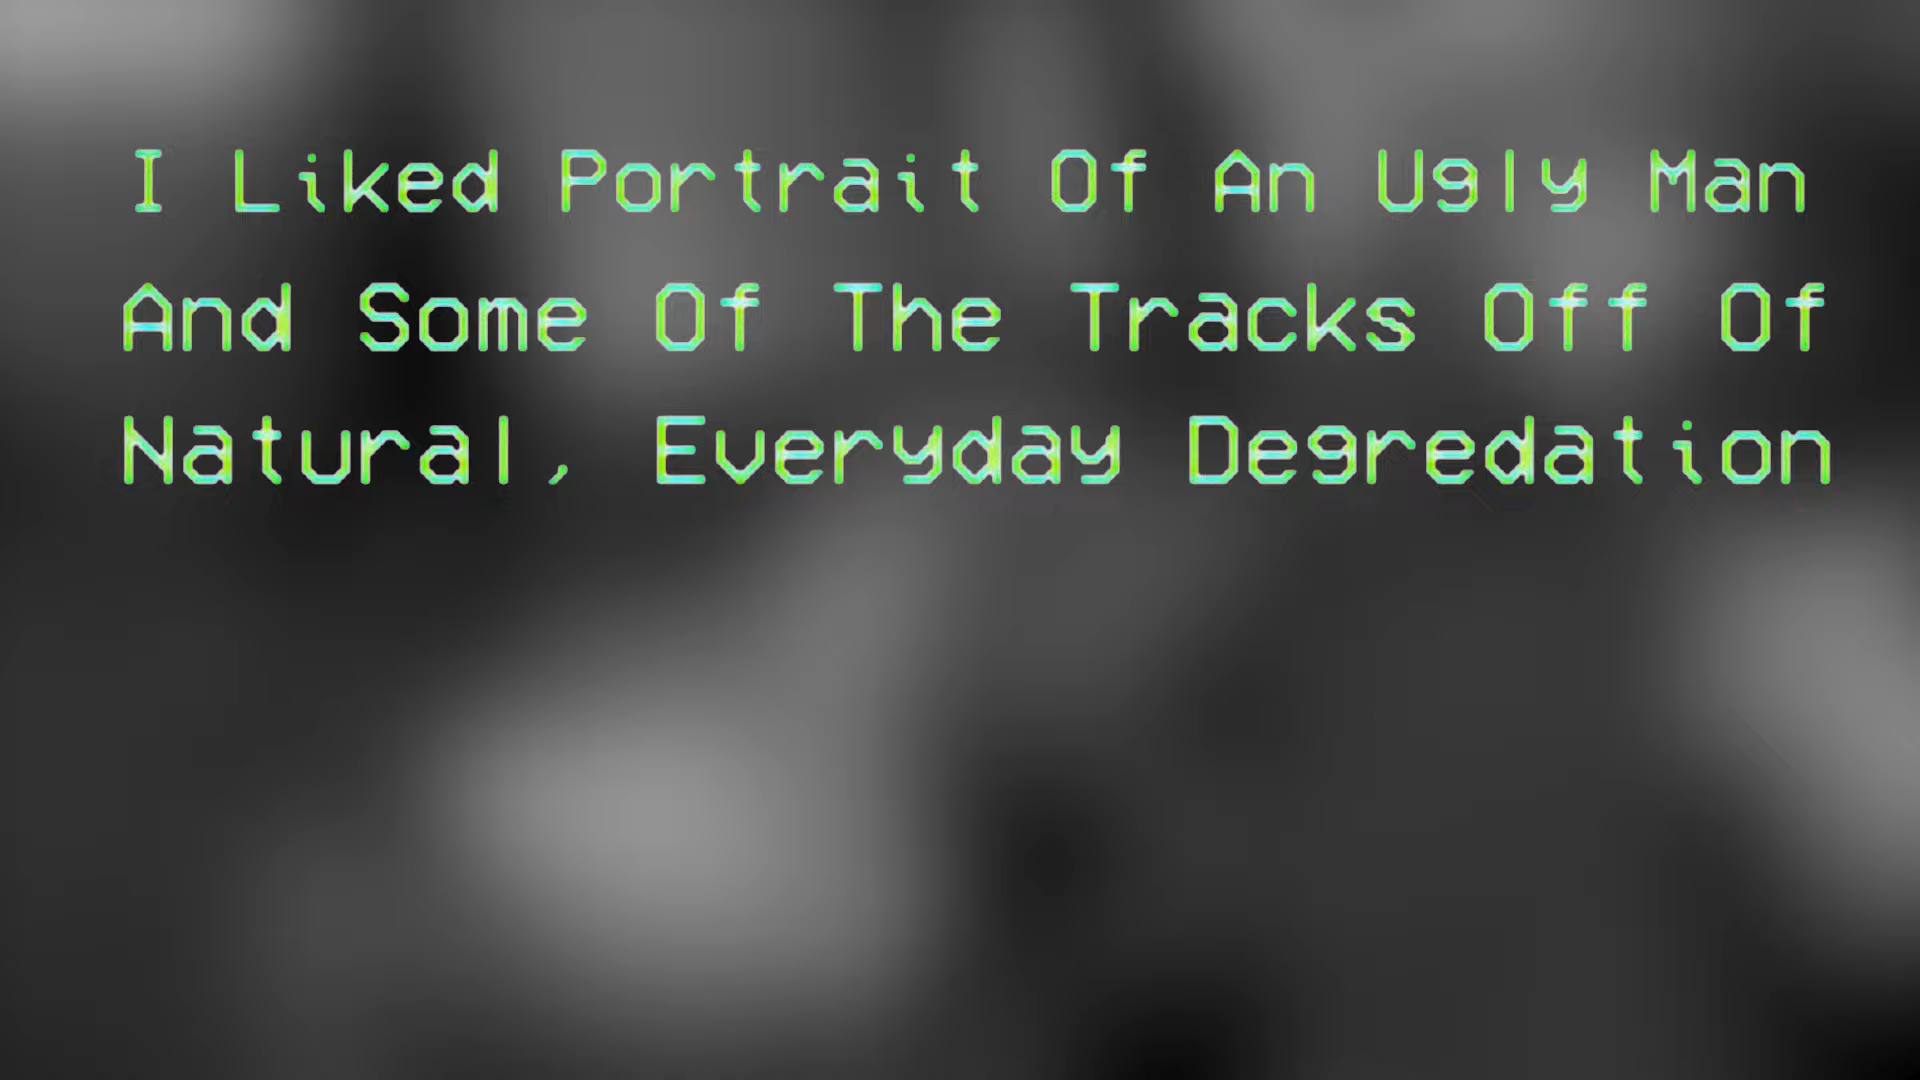 I Liked Portrait Of An Ugly Man
And Some Of The Tracks Off Of
Natural, Everyday Degredation